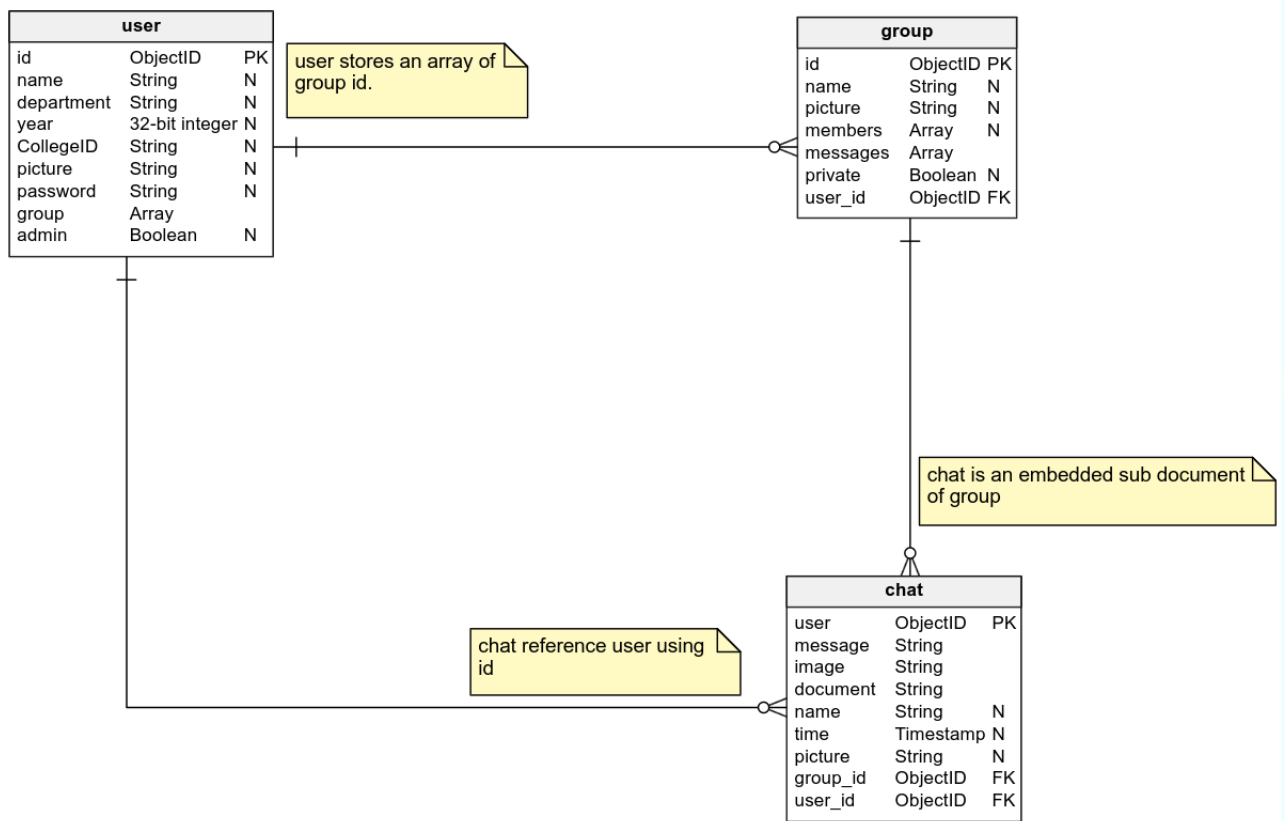 user
id ObjectID PK
name String N
department String N
year 32-bit integer N
CollegeID String N
picture String N
password String N
group Array
admin Boolean N
user stores an array of
group id.
group
id ObjectID PK
name String N
picture String N
members Array N
messages Array
private Boolean N
user_id ObjectID FK
chat is an embedded sub document
of group
chat reference user using
id
chat
user ObjectID PK
message String
image String
document String
name String N
time Timestamp N
picture String N
group_id ObjectID FK
user_id ObjectID FK